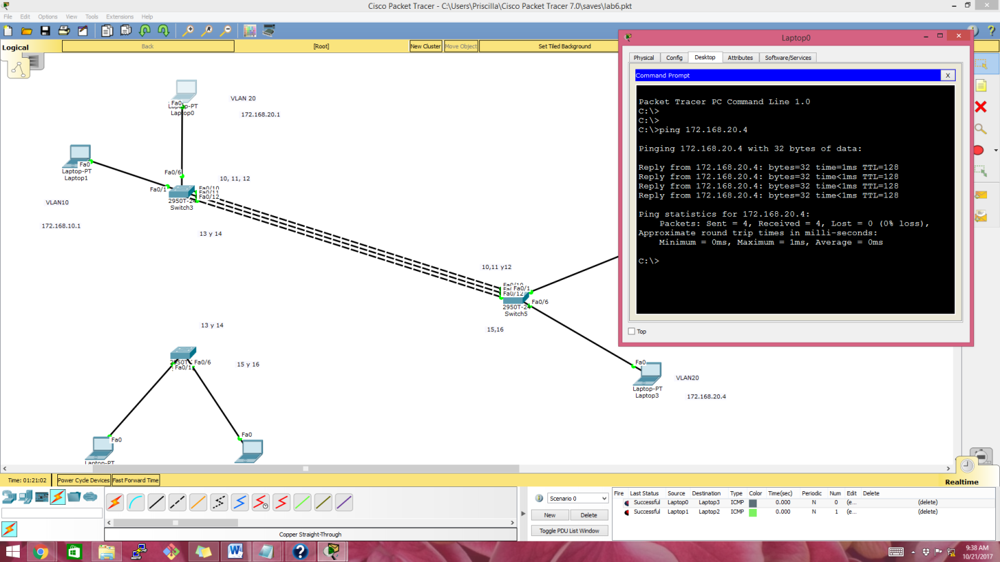 Cisco Packet Tracer - C:\Users\Priscilla\Cisco Packet Tracer 7.0\saves\lab6.pkt
File Edit Options View Tools Extensions Help
Logical
Back
[Root]
New Cluster
Move Object
Set Tiled Background
Fa0
Laptop-PT
Laptop0
VLAN 20
172.168.20.1
Fa0
Laptop-PT
Laptop1
VLAN10
172.168.10.1
Fa0/6
Fa0/1
10, 11, 12
Fa0/10
Fa0/11
Fa0/12
2950T-24
Switch3
13 y 14
10,11 y12
Fa0/10
Fa0/1
Fa0/12
Fa0/6
2950T-24
Switch5
15,16
13 y 14
Fa0/6
Fa0/1
15 y 16
Fa0
Laptop-PT
Fa0
Fa0
Laptop-PT
Laptop3
VLAN20
172.168.20.4
Laptop0
Physical
Config
Desktop
Attributes
Software/Services
Command Prompt
X
Packet Tracer PC Command Line 1.0
C:\>
C:\>
C:\>ping 172.168.20.4
Pinging 172.168.20.4 with 32 bytes of data:
Reply from 172.168.20.4: bytes=32 time=1ms TTL=128
Reply from 172.168.20.4: bytes=32 time<1ms TTL=128
Reply from 172.168.20.4: bytes=32 time<1ms TTL=128
Reply from 172.168.20.4: bytes=32 time<1ms TTL=128
Ping statistics for 172.168.20.4:
Packets: Sent = 4, Received = 4, Lost = 0 (0% loss),
Approximate round trip times in milli-seconds:
Minimum = 0ms, Maximum = 1ms, Average = 0ms
C:\>
Top
Time: 01:21:02
Power Cycle Devices
Fast Forward Time
Realtime
Scenario 0
New
Delete
Toggle PDU List Window
Copper Straight-Through
Fire Last Status Source Destination Type Color Time(sec) Periodic Num Edit Delete
Successful Laptop0 Laptop3 ICMP 0.000 N 0 (e... (delete)
Successful Laptop1 Laptop2 ICMP 0.000 N 1 (e... (delete)
9:38 AM
10/21/2017